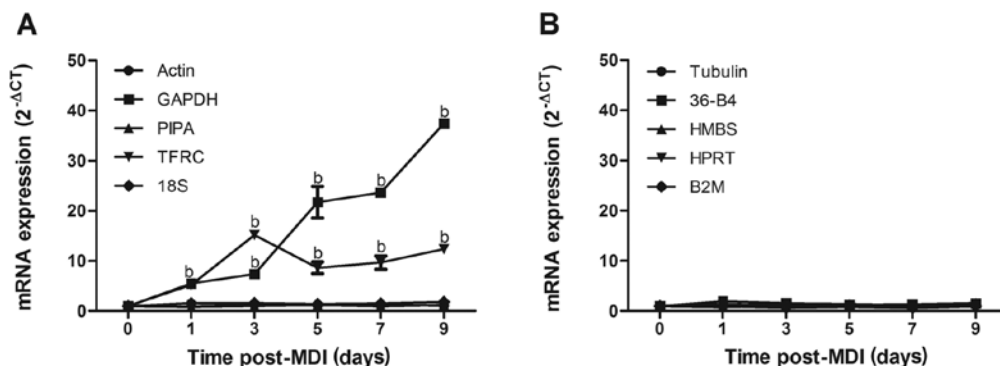 A
mRNA expression (2^-ΔCT)
50
40
30
20
10
0
Actin
GAPDH
PIPA
TFRC
18S
b
b
b
b
b
b
b
b
b
0 1 3 5 7 9
Time post-MDI (days)
B
mRNA expression (2^-ΔCT)
50
40
30
20
10
0
Tubulin
36-B4
HMBS
HPRT
B2M
0 1 3 5 7 9
Time post-MDI (days)